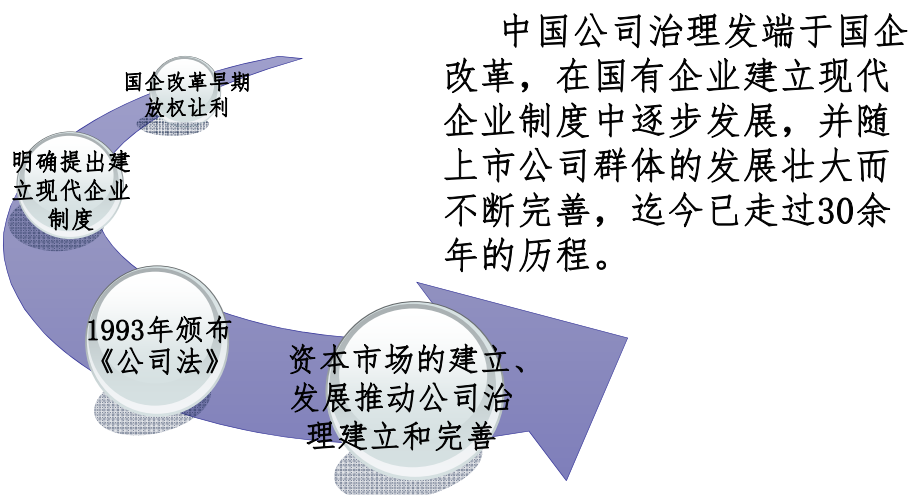 中国公司治理发端于国企
改革，在国有企业建立现代
企业制度中逐步发展，并随
上市公司群体的发展壮大而
不断完善，迄今已走过30余
年的历程。
国企改革早期
放权让利
明确提出建
立现代企业
制度
1993年颁布
《公司法》
资本市场的建立、
发展推动公司治
理建立和完善